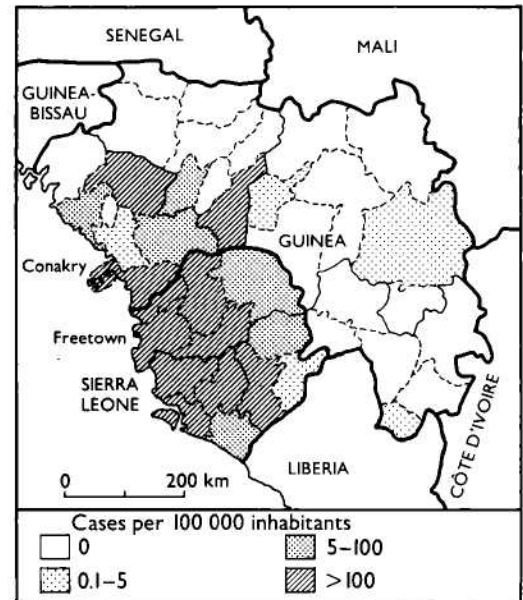 SENEGAL
MALI
GUINEA-
BISSAU
GUINEA
Conakry
Freetown
SIERRA
LEONE
LIBERIA
CÔTE D'IVOIRE
0 200 km
Cases per 100 000 inhabitants
0 5-100
0.1-5 >100